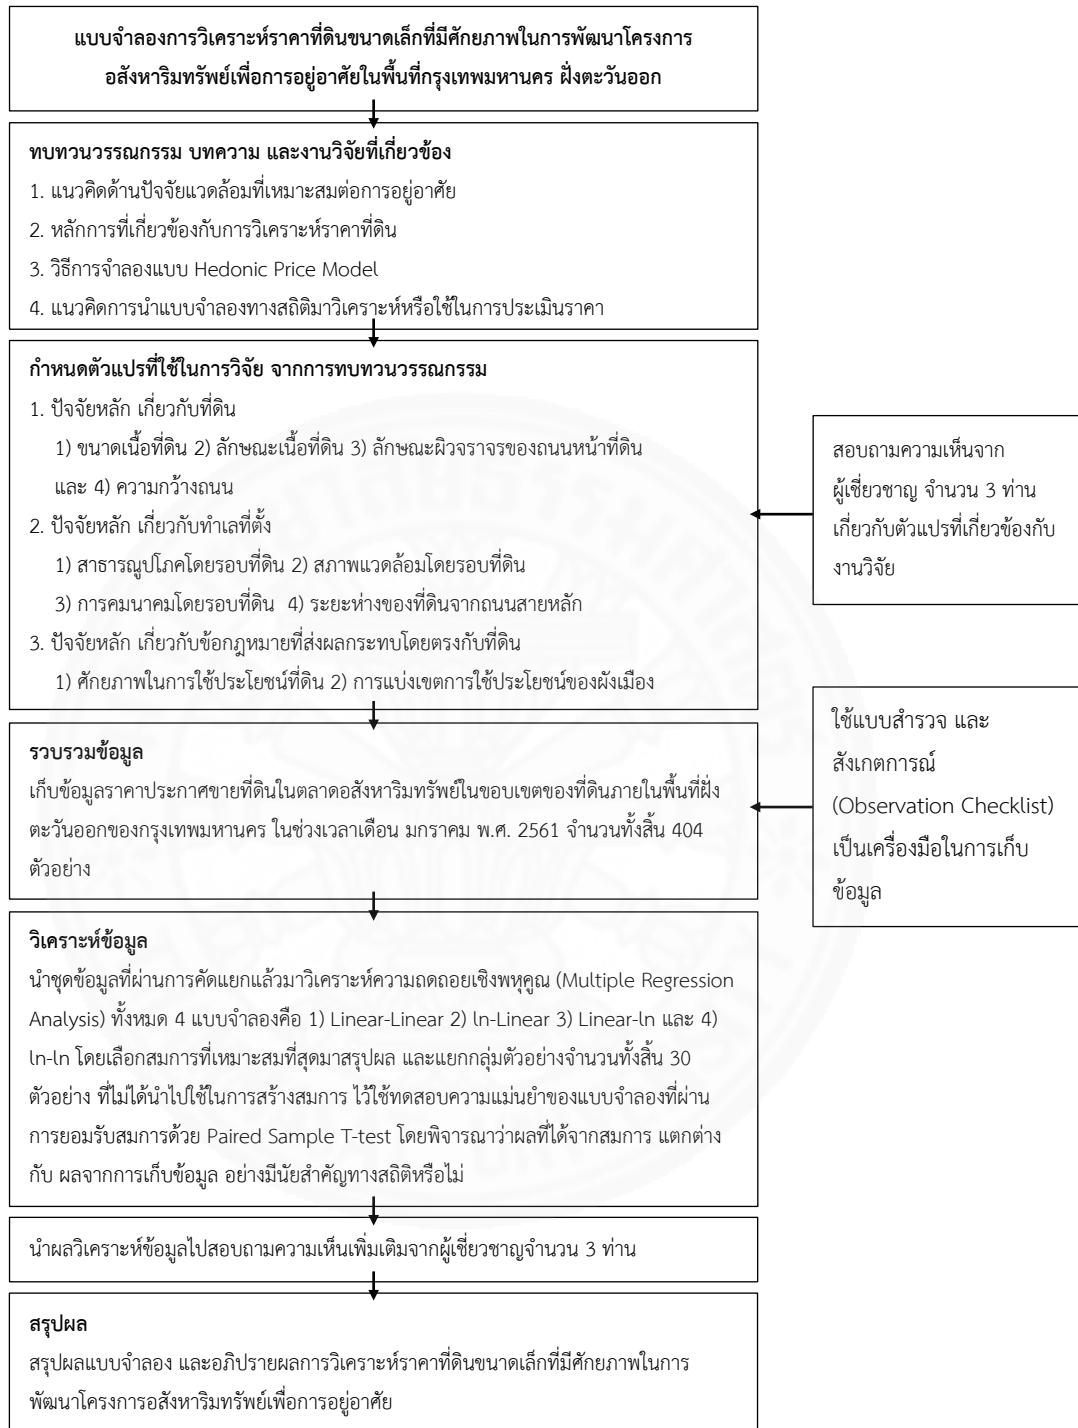 แบบจำลองการวิเคราะห์ราคาที่ดินขนาดเล็กที่มีศักยภาพในการพัฒนาโครงการ
อสังหาริมทรัพย์เพื่อการอยู่อาศัยในพื้นที่กรุงเทพมหานคร ฝั่งตะวันออก
ทบทวนวรรณกรรม บทความ และงานวิจัยที่เกี่ยวข้อง
1. แนวคิดด้านปัจจัยแวดล้อมที่เหมาะสมต่อการอยู่อาศัย
2. หลักการที่เกี่ยวข้องกับการวิเคราะห์ราคาที่ดิน
3. วิธีการจำลองแบบ Hedonic Price Model
4. แนวคิดการนำแบบจำลองทางสถิติมาวิเคราะห์หรือใช้ในการประเมินราคา
กำหนดตัวแปรที่ใช้ในการวิจัย จากการทบทวนวรรณกรรม
1. ปัจจัยหลัก เกี่ยวกับที่ดิน
1) ขนาดเนื้อที่ดิน 2) ลักษณะเนื้อที่ดิน 3) ลักษณะผิวจราจรของถนนหน้าที่ดิน
และ 4) ความกว้างถนน
2. ปัจจัยหลัก เกี่ยวกับทำเลที่ตั้ง
1) สาธารณูปโภคโดยรอบที่ดิน 2) สภาพแวดล้อมโดยรอบที่ดิน
3) การคมนาคมโดยรอบที่ดิน 4) ระยะห่างของที่ดินจากถนนสายหลัก
3. ปัจจัยหลัก เกี่ยวกับข้อกฎหมายที่ส่งผลกระทบโดยตรงกับที่ดิน
1) ศักยภาพในการใช้ประโยชน์ที่ดิน 2) การแบ่งเขตการใช้ประโยชน์ของผังเมือง
สอบถามความเห็นจาก
ผู้เชี่ยวชาญ จำนวน 3 ท่าน
เกี่ยวกับตัวแปรที่เกี่ยวข้องกับ
งานวิจัย
รวบรวมข้อมูล
เก็บข้อมูลราคาประกาศขายที่ดินในตลาดอสังหาริมทรัพย์ในขอบเขตของที่ดินภายในพื้นที่ฝั่ง
ตะวันออกของกรุงเทพมหานคร ในช่วงเวลาเดือน มกราคม พ.ศ. 2561 จำนวนทั้งสิ้น 404
ตัวอย่าง
ใช้แบบสำรวจ และ
สังเกตการณ์
(Observation Checklist)
เป็นเครื่องมือในการเก็บ
ข้อมูล
วิเคราะห์ข้อมูล
นำชุดข้อมูลที่ผ่านการคัดแยกแล้วมาวิเคราะห์ความถดถอยเชิงพหุคูณ (Multiple Regression
Analysis) ทั้งหมด 4 แบบจำลองคือ 1) Linear-Linear 2) ln-Linear 3) Linear-ln และ 4)
ln-ln โดยเลือกสมการที่เหมาะสมที่สุดมาสรุปผล และแยกกลุ่มตัวอย่างจำนวนทั้งสิ้น 30
ตัวอย่าง ที่ไม่ได้นำไปใช้ในการสร้างสมการ ไว้ใช้ทดสอบความแม่นยำของแบบจำลองที่ผ่าน
การยอมรับสมการด้วย Paired Sample T-test โดยพิจารณาว่าผลที่ได้จากสมการ แตกต่าง
กับ ผลจากการเก็บข้อมูล อย่างมีนัยสำคัญทางสถิติหรือไม่
นำผลวิเคราะห์ข้อมูลไปสอบถามความเห็นเพิ่มเติมจากผู้เชี่ยวชาญจำนวน 3 ท่าน
สรุปผล
สรุปผลแบบจำลอง และอภิปรายผลการวิเคราะห์ราคาที่ดินขนาดเล็กที่มีศักยภาพในการ
พัฒนาโครงการอสังหาริมทรัพย์เพื่อการอยู่อาศัย